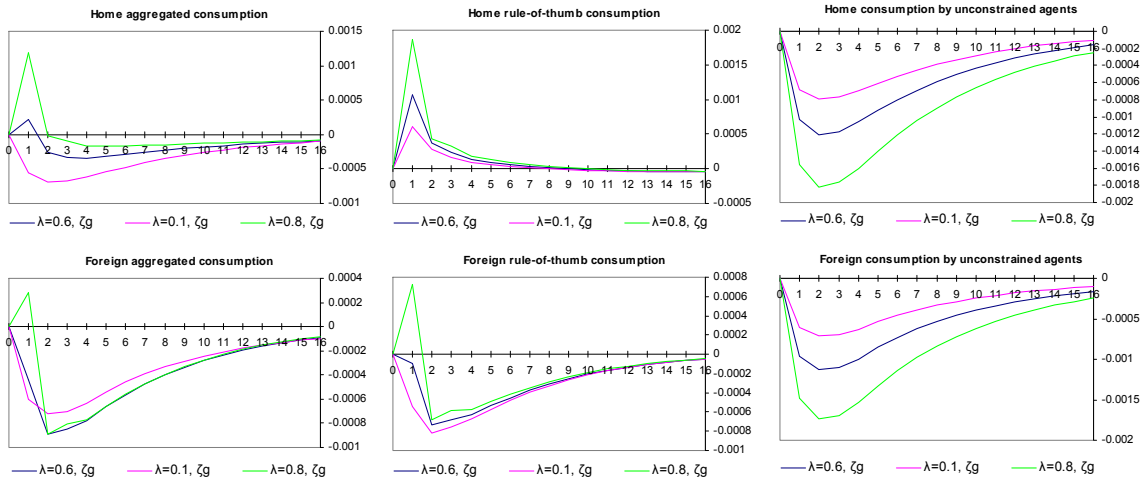 Home aggregated consumption
0.0015
0.001
0.0005
0
0 1 2 3 4 5 6 7 8 9 10 11 12 13 14 15 16
-0.0005
-0.001
λ=0.6, ζg λ=0.1, ζg λ=0.8, ζg
Home rule-of-thumb consumption
0.002
0.0015
0.001
0.0005
0
0 1 2 3 4 5 6 7 8 9 10 11 12 13 14 15 16
-0.0005
λ=0.6, ζg λ=0.1, ζg λ=0.8, ζg
Home consumption by unconstrained agents
0
0 1 2 3 4 5 6 7 8 9 10 11 12 13 14 15 16
-0.0002
-0.0004
-0.0006
-0.0008
-0.001
-0.0012
-0.0014
-0.0016
-0.0018
-0.002
λ=0.6, ζg λ=0.1, ζg λ=0.8, ζg
Foreign aggregated consumption
0.0004
0.0002
0
0 1 2 3 4 5 6 7 8 9 10 11 12 13 14 15 16
-0.0002
-0.0004
-0.0006
-0.0008
-0.001
λ=0.6, ζg λ=0.1, ζg λ=0.8, ζg
Foreign rule-of-thumb consumption
0.0008
0.0006
0.0004
0.0002
0
0 1 2 3 4 5 6 7 8 9 10 11 12 13 14 15 16
-0.0002
-0.0004
-0.0006
-0.0008
-0.001
λ=0.6, ζg λ=0.1, ζg λ=0.8, ζg
Foreign consumption by unconstrained agents
0
0 1 2 3 4 5 6 7 8 9 10 11 12 13 14 15 16
-0.0005
-0.001
-0.0015
-0.002
λ=0.6, ζg λ=0.1, ζg λ=0.8, ζg